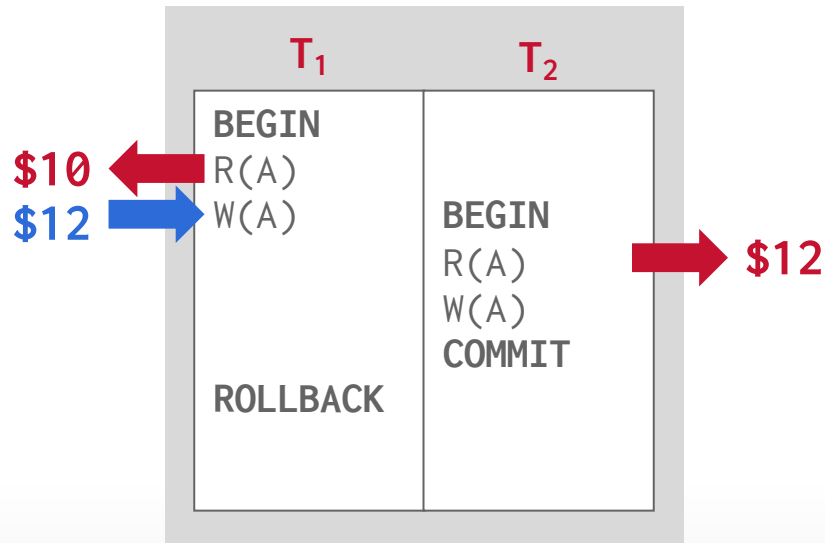 T₁ T₂
BEGIN
$10 R(A)
$12 W(A) BEGIN
R(A) $12
W(A)
COMMIT
ROLLBACK